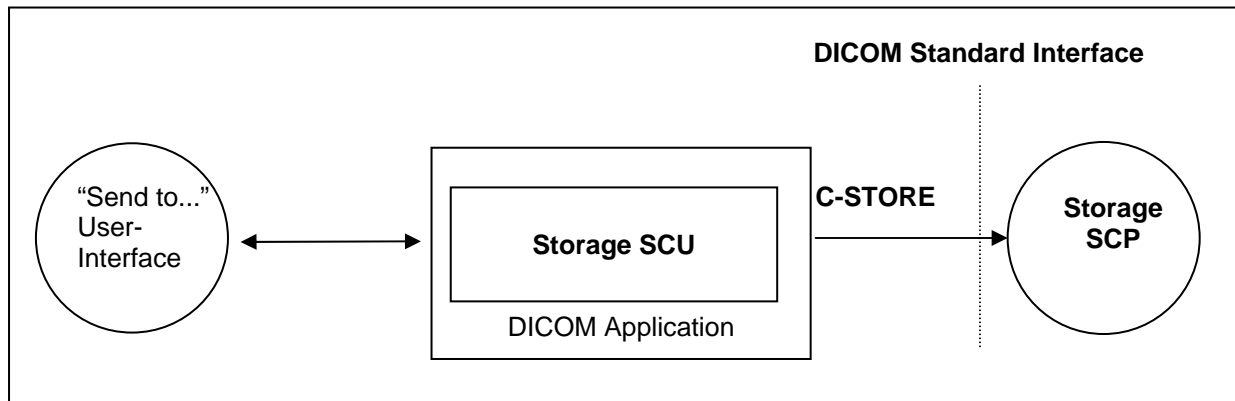 DICOM Standard Interface
“Send to...”
User-
Interface
Storage SCU
DICOM Application
C-STORE
Storage
SCP